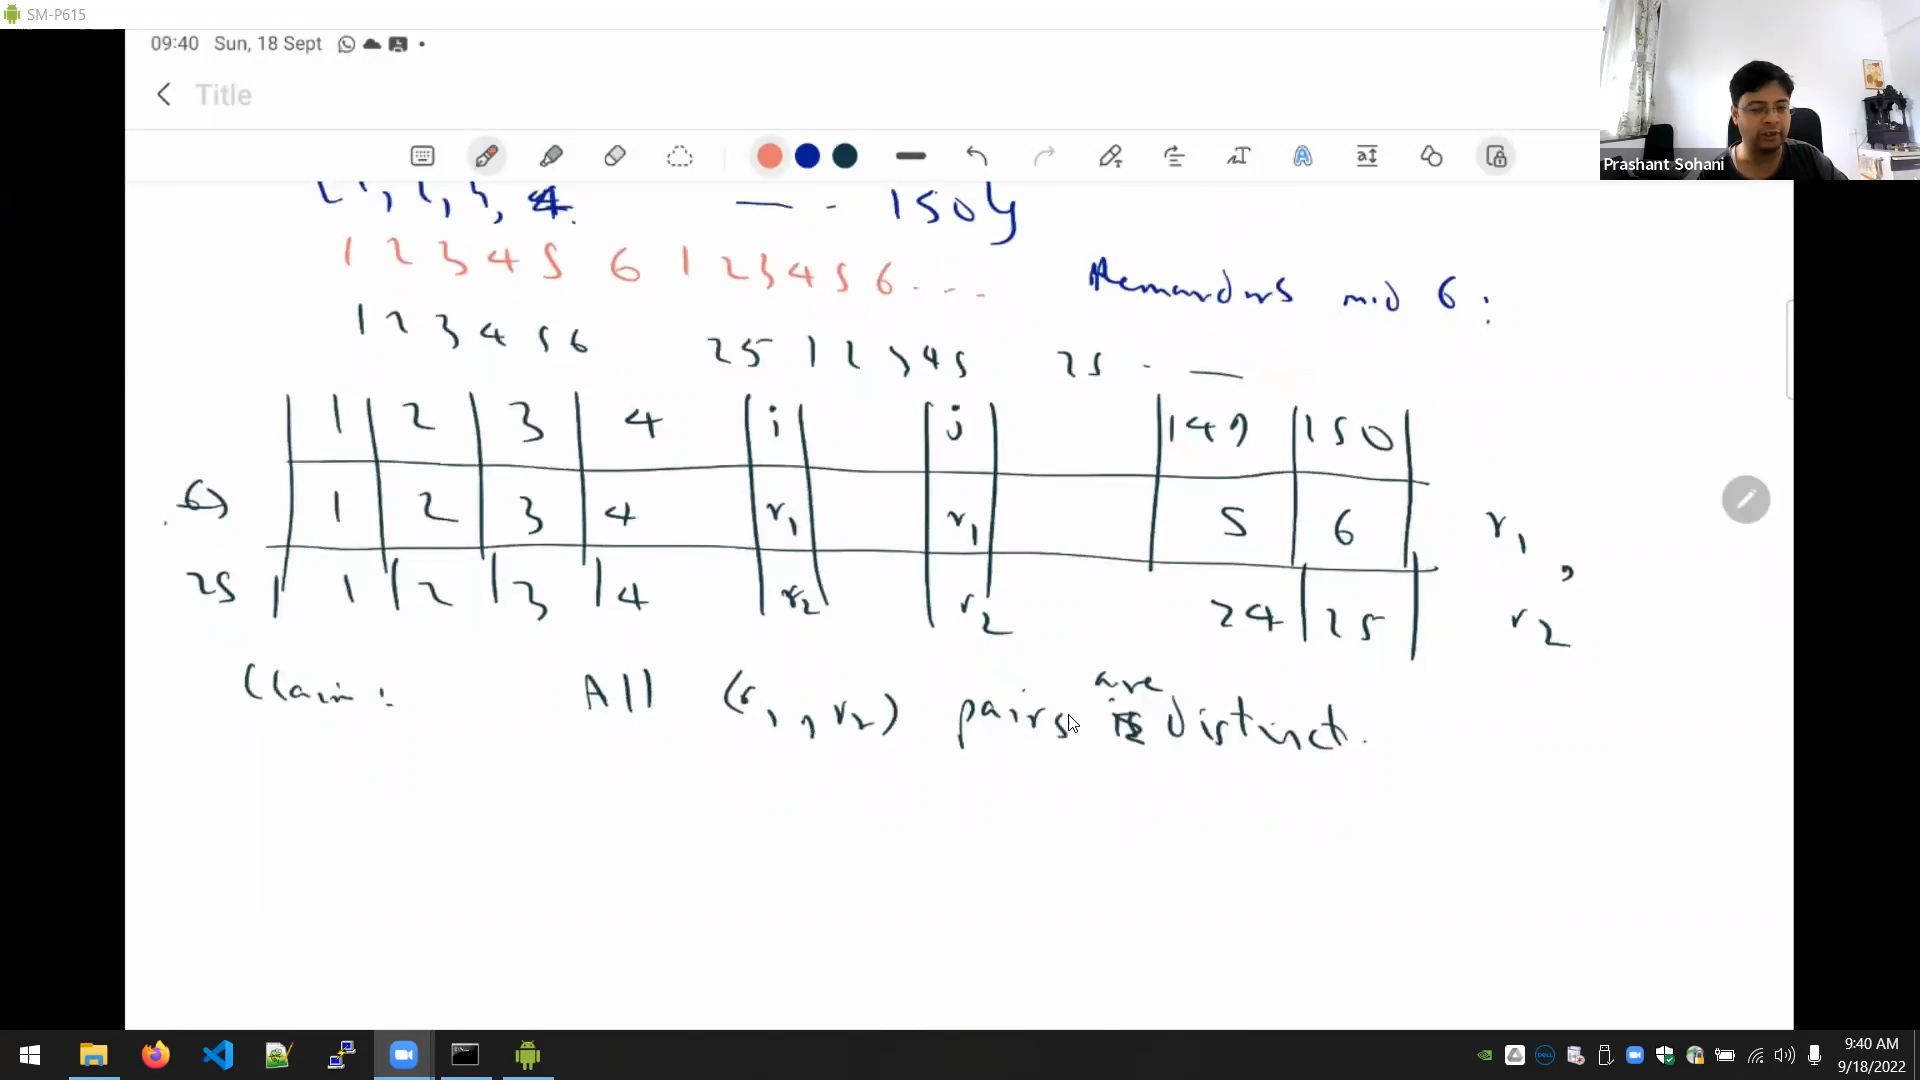 SM-P615
09:40 Sun, 18 Sept
Title
Prashant Sohani
4 — - 150}
1 2 3 4 5 6 1 2 3 4 5 6 . - -
Remainders mod 6 :
1 2 3 4 5 6 25 1 2 3 4 5 25 - —
1 2 3 4 i j 149 150
6 1 2 3 4 r1 r1 5 6 r1 ,
25 1 2 3 4 r2 r2 24 25 r2
Claim : All (r1, r2) pairs are distinct.
9:40 AM
9/18/2022